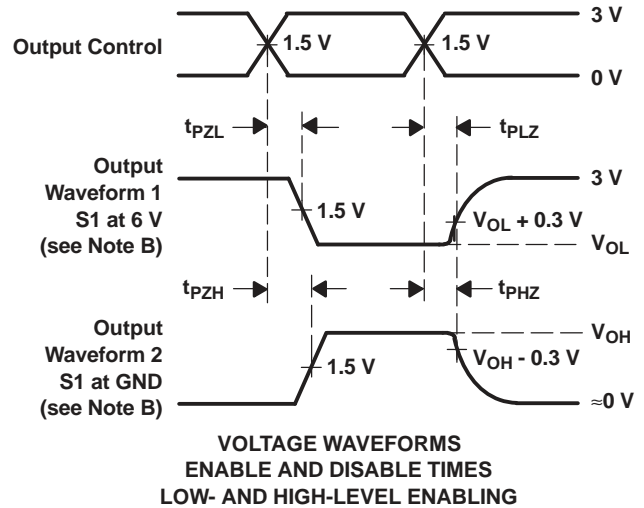 3 V
Output Control
1.5 V
1.5 V
0 V
tPZL
tPLZ
Output
Waveform 1
S1 at 6 V
(see Note B)
3 V
1.5 V
VOL + 0.3 V
VOL
tPZH
tPHZ
Output
Waveform 2
S1 at GND
(see Note B)
VOH
1.5 V
VOH - 0.3 V
≈0 V
VOLTAGE WAVEFORMS
ENABLE AND DISABLE TIMES
LOW- AND HIGH-LEVEL ENABLING